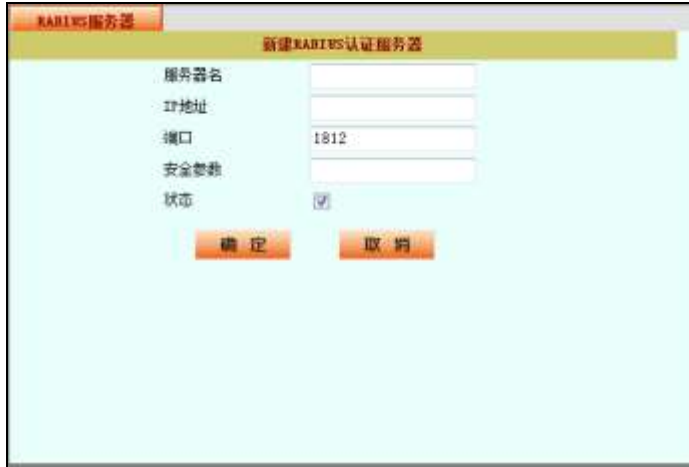 RADIUS服务器
新建RADIUS认证服务器
服务器名
IP地址
端口 1812
安全参数
状态
确 定 取 消